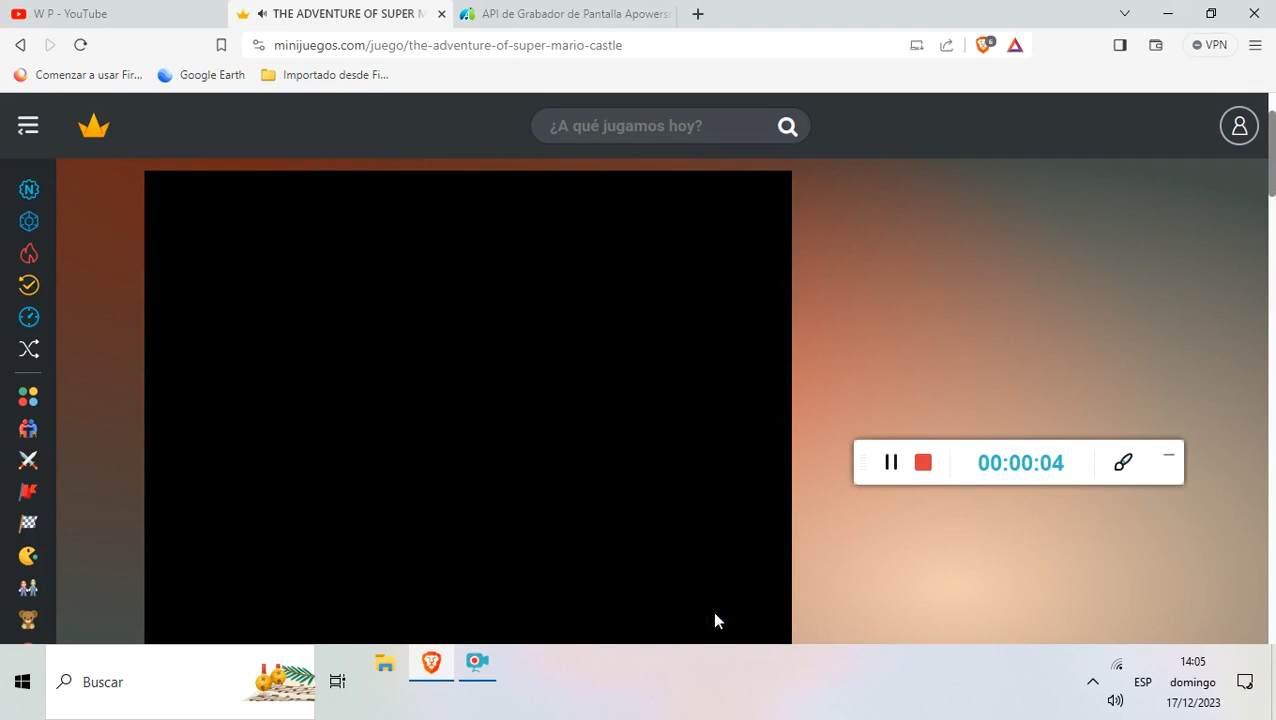 W P - YouTube
THE ADVENTURE OF SUPER M
API de Grabador de Pantalla Apowers
minijuegos.com/juego/the-adventure-of-super-mario-castle
6
VPN
Comenzar a usar Fir...
Google Earth
Importado desde Fi...
¿A qué jugamos hoy?
N
00:00:04
Buscar
ESP
14:05
domingo
17/12/2023